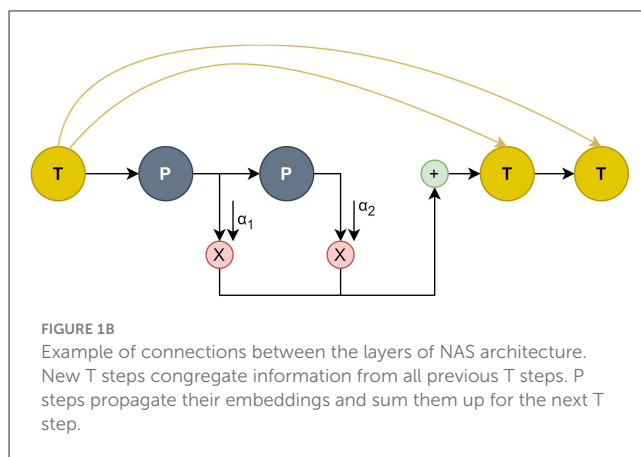 T
P
P
+
T
T
α1
α2
X
X
FIGURE 1B
Example of connections between the layers of NAS architecture.
New T steps congregate information from all previous T steps. P
steps propagate their embeddings and sum them up for the next T
step.